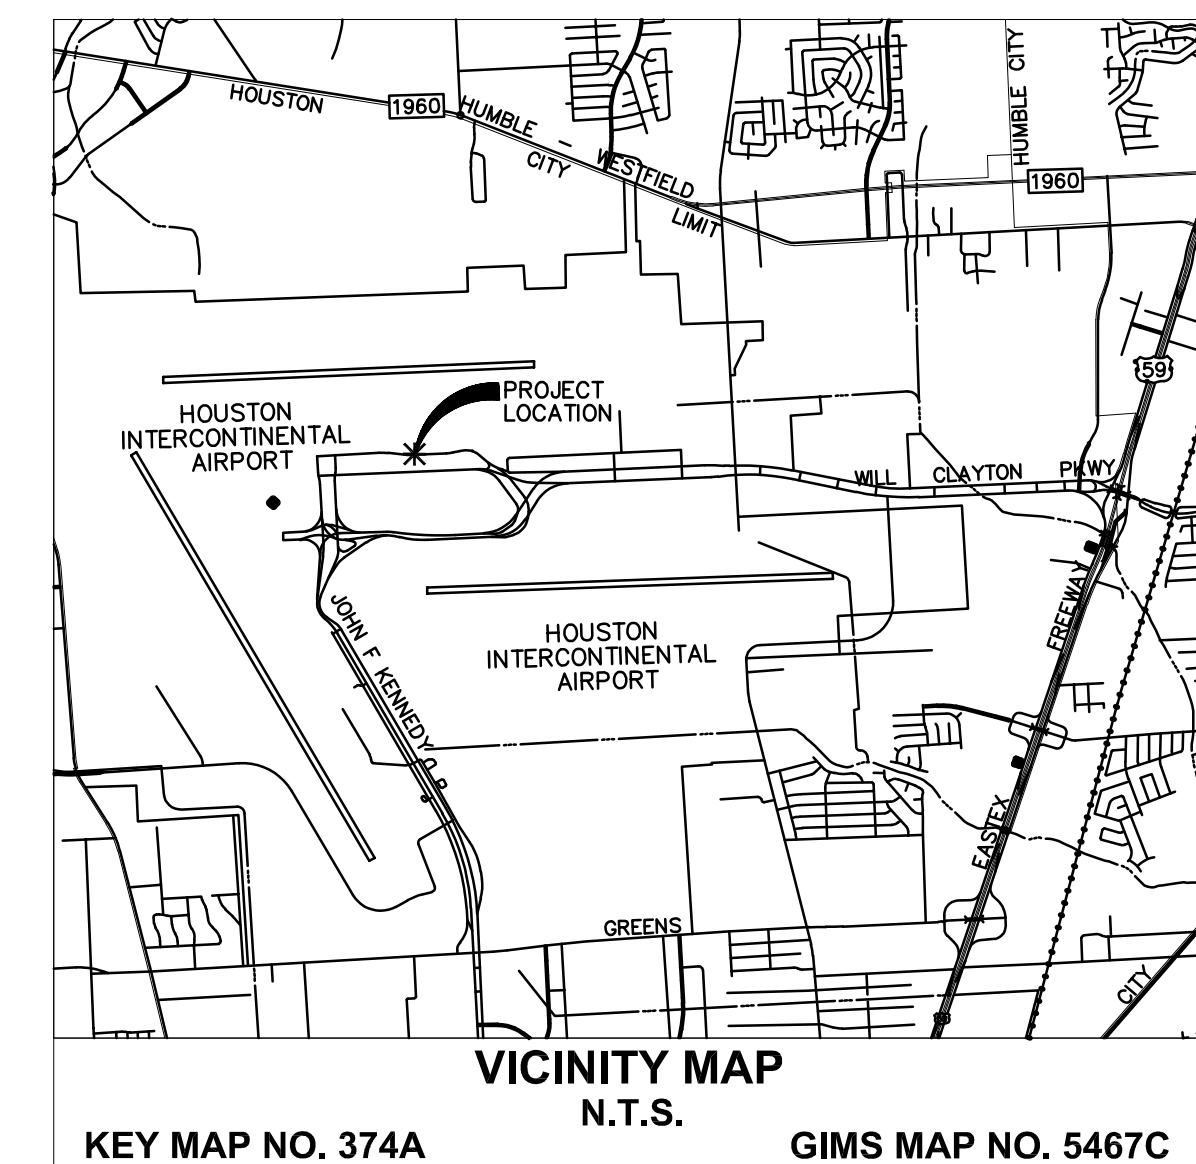 HOUSTON
1960
HUMBLE - WESTFIELD
CITY LIMIT
HUMBLE CITY
1960
59
PROJECT
LOCATION
HOUSTON
INTERCONTINENTAL
AIRPORT
WILL CLAYTON PKWY
JOHN F KENNEDY
HOUSTON
INTERCONTINENTAL
AIRPORT
EASTEX FREEWAY
GREENS
CITY
VICINITY MAP
N.T.S.
KEY MAP NO. 374A
GIMS MAP NO. 5467C